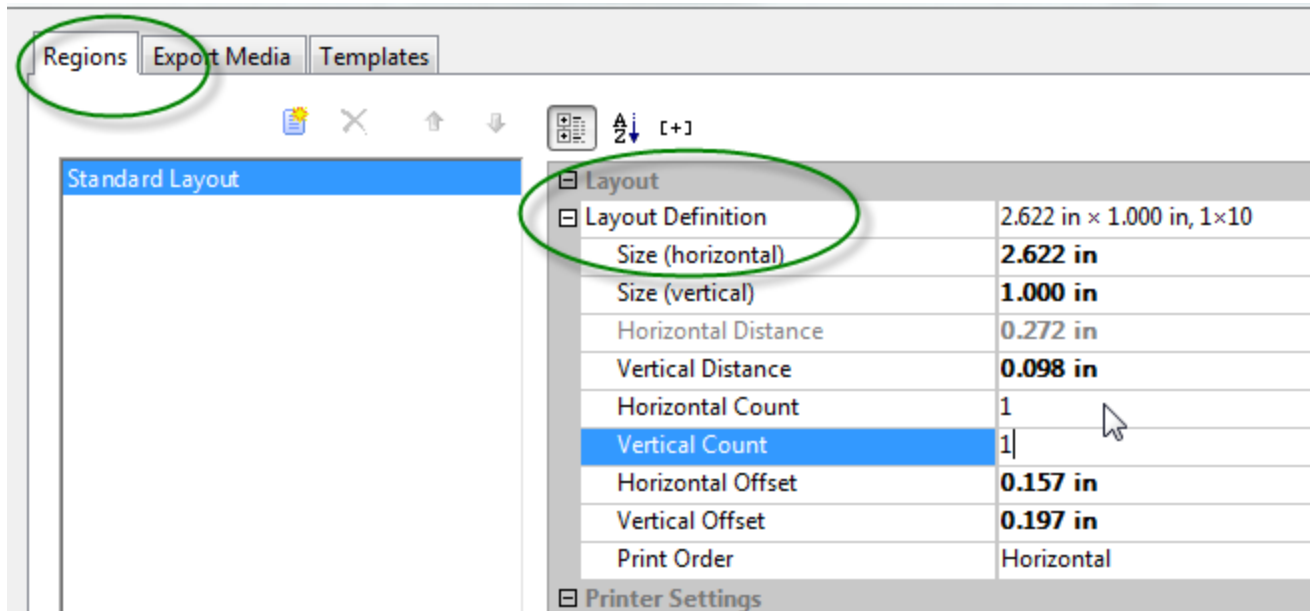 Regions Export Media Templates
A
Z [+]
Standard Layout
Layout
Layout Definition 2.622 in × 1.000 in, 1×10
Size (horizontal) 2.622 in
Size (vertical) 1.000 in
Horizontal Distance 0.272 in
Vertical Distance 0.098 in
Horizontal Count 1
Vertical Count 1
Horizontal Offset 0.157 in
Vertical Offset 0.197 in
Print Order Horizontal
Printer Settings